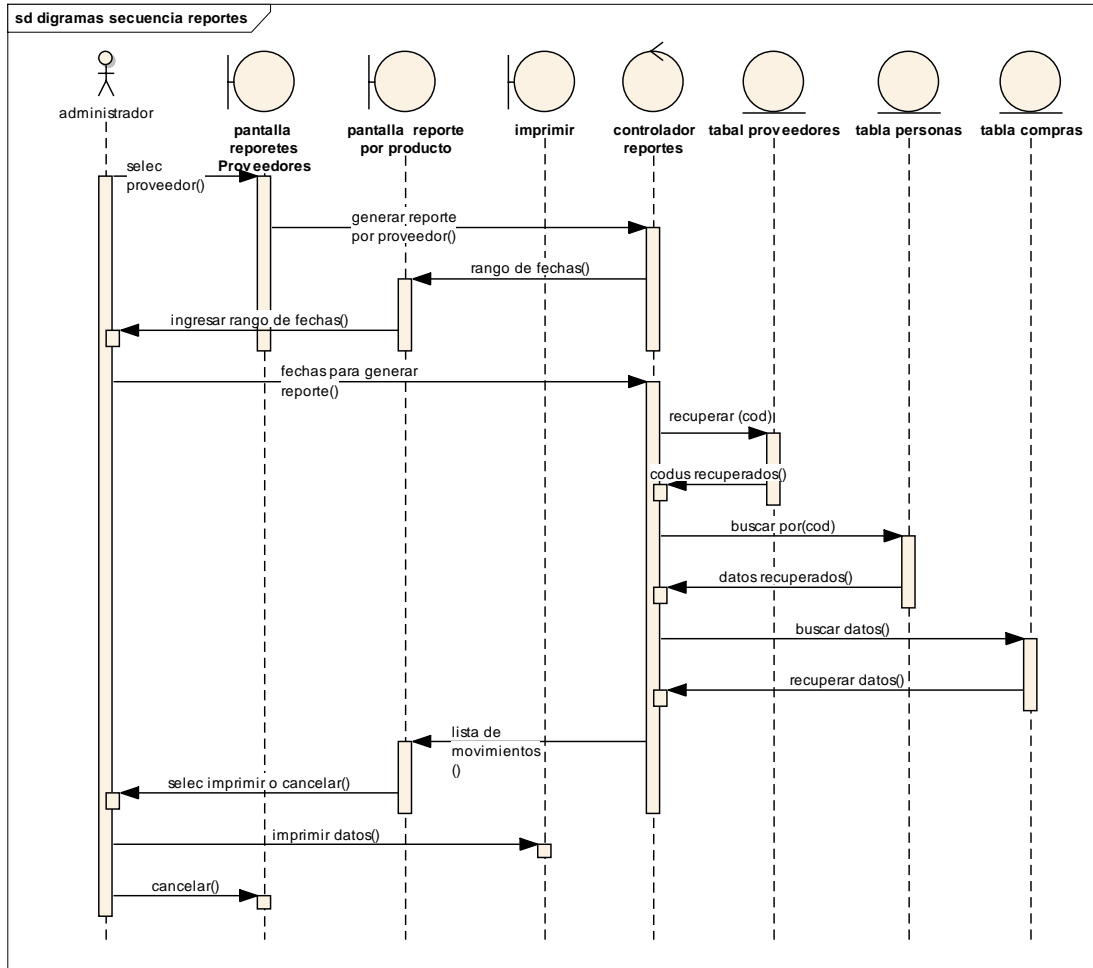 sd digramas secuencia reportes
administrador
pantalla
reporetes
Proveedores
pantalla reporte
por producto
imprimir
controlador
reportes
tabal proveedores
tabla personas
tabla compras
selec
proveedor()
generar reporte
por proveedor()
rango de fechas()
ingresar rango de fechas()
fechas para generar
reporte()
recuperar (cod)
codus recuperados()
buscar por(cod)
datos recuperados()
buscar datos()
recuperar datos()
lista de
movimientos
()
selec imprimir o cancelar()
imprimir datos()
cancelar()